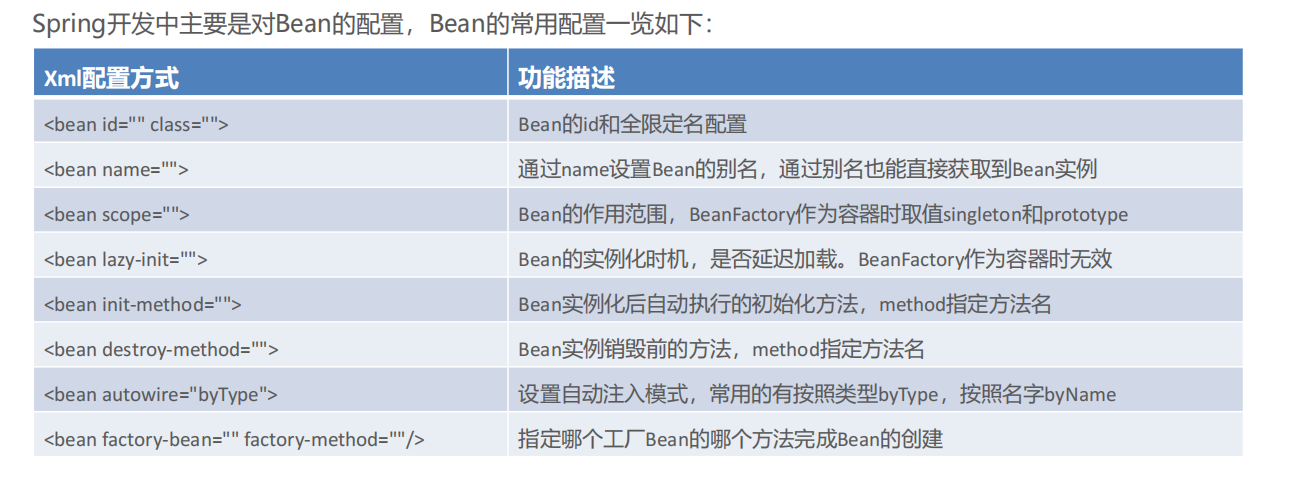 Spring开发中主要是对Bean的配置，Bean的常用配置一览如下：
Xml配置方式 功能描述
<bean id="" class=""> Bean的id和全限定名配置
<bean name=""> 通过name设置Bean的别名，通过别名也能直接获取到Bean实例
<bean scope=""> Bean的作用范围，BeanFactory作为容器时取值singleton和prototype
<bean lazy-init=""> Bean的实例化时机，是否延迟加载。BeanFactory作为容器时无效
<bean init-method=""> Bean实例化后自动执行的初始化方法，method指定方法名
<bean destroy-method=""> Bean实例销毁前的方法，method指定方法名
<bean autowire="byType"> 设置自动注入模式，常用的有按照类型byType，按照名字byName
<bean factory-bean="" factory-method=""/> 指定哪个工厂Bean的哪个方法完成Bean的创建